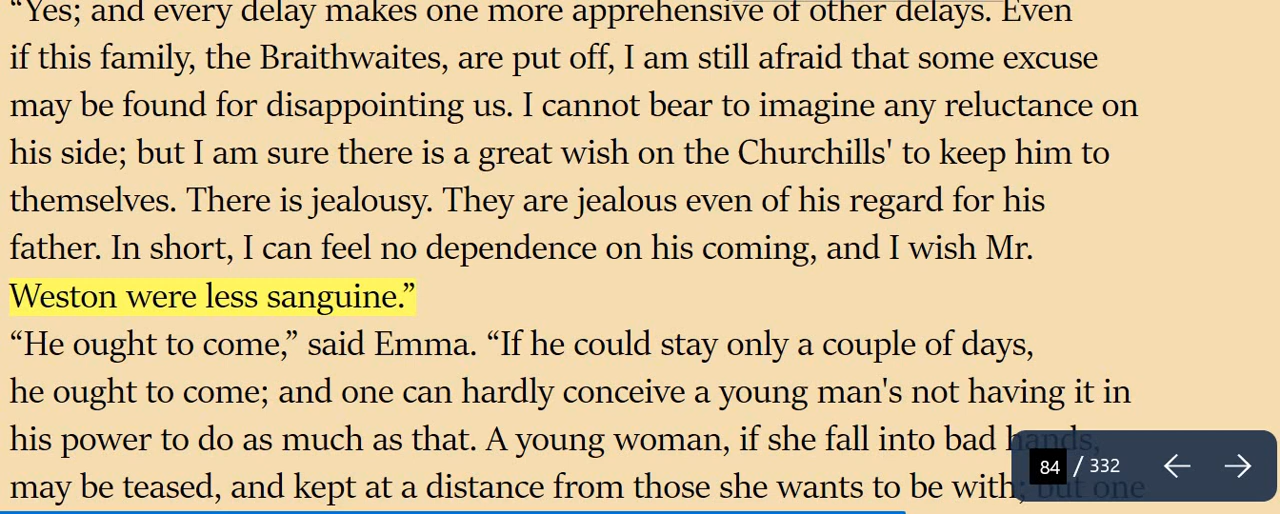 “Yes; and every delay makes one more apprehensive of other delays. Even
if this family, the Braithwaites, are put off, I am still afraid that some excuse
may be found for disappointing us. I cannot bear to imagine any reluctance on
his side; but I am sure there is a great wish on the Churchills' to keep him to
themselves. There is jealousy. They are jealous even of his regard for his
father. In short, I can feel no dependence on his coming, and I wish Mr.
Weston were less sanguine.”
“He ought to come,” said Emma. “If he could stay only a couple of days,
he ought to come; and one can hardly conceive a young man's not having it in
his power to do as much as that. A young woman, if she fall into bad hands,
may be teased, and kept at a distance from those she wants to be with; but one
84 / 332